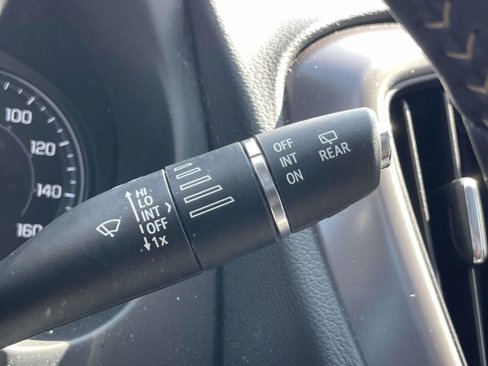 100
120
140
160
HI
LO
INT
OFF
1x
OFF
INT
ON
REAR